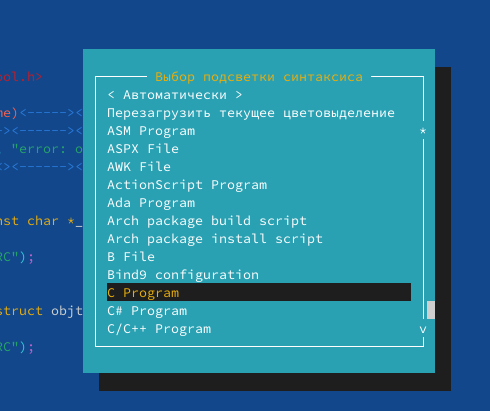 ool.h>
Выбор подсветки синтаксиса
< Автоматически >
me)<-----><
Перезагрузить текущее цветовыделение
-><------><
ASM Program *
"error: o
ASPX File
><------><
AWK File
ActionScript Program
Ada Program
nst char *_
Arch package build script
Arch package install script
RC");
B File
Bind9 configuration
C Program
struct objt
C# Program
C/C++ Program v
RC");